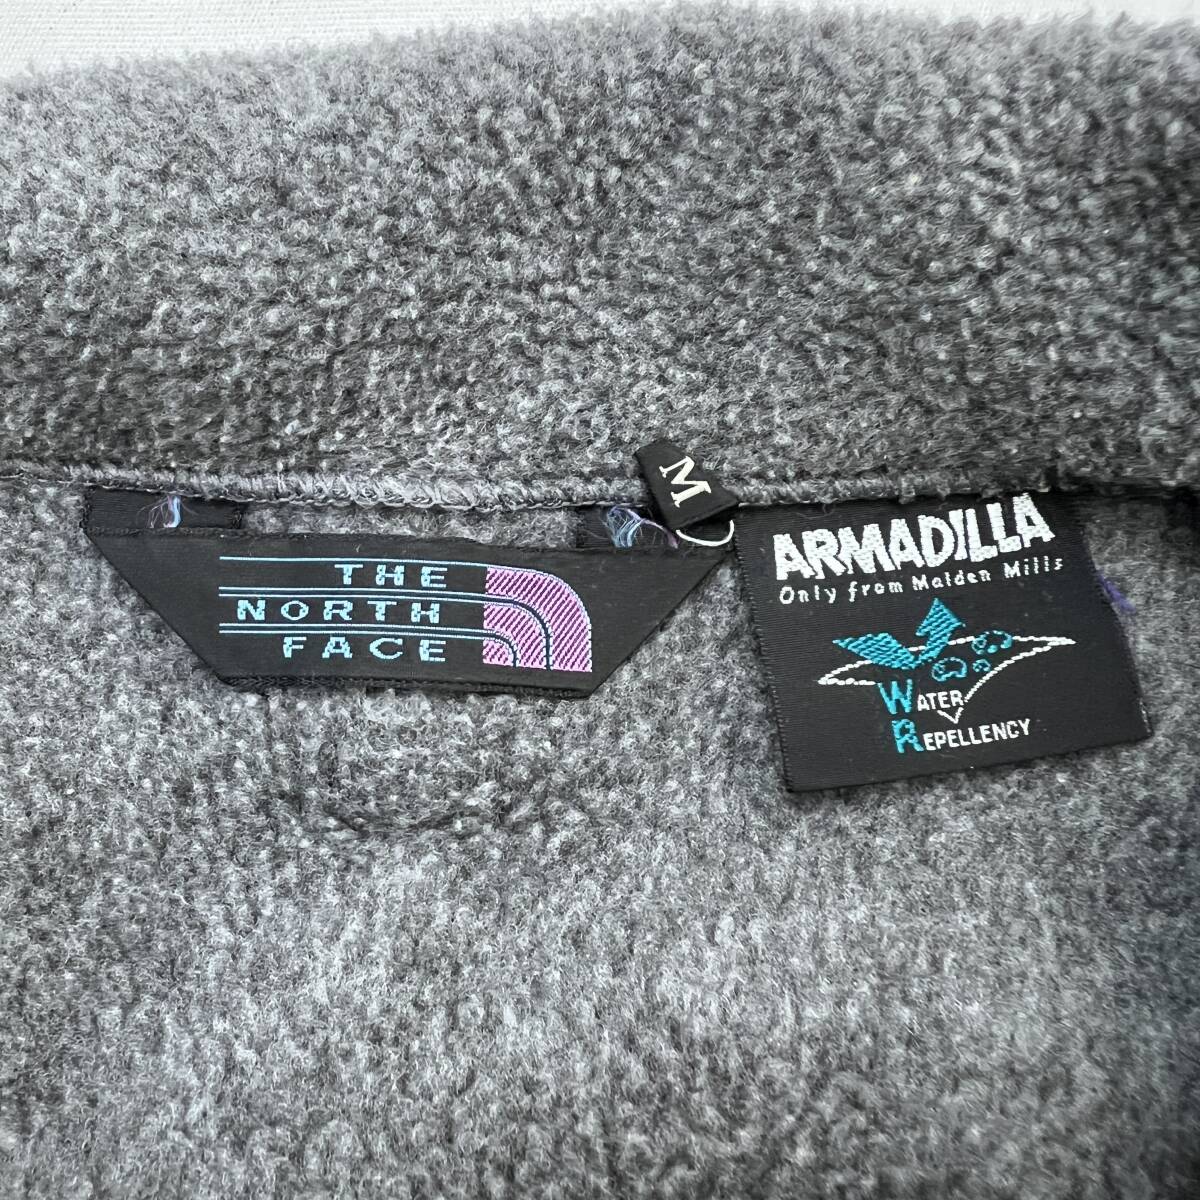 M
THE
NORTH
FACE
ARMADILLA
Only from Malden Mills
WATER
REPELLENCY